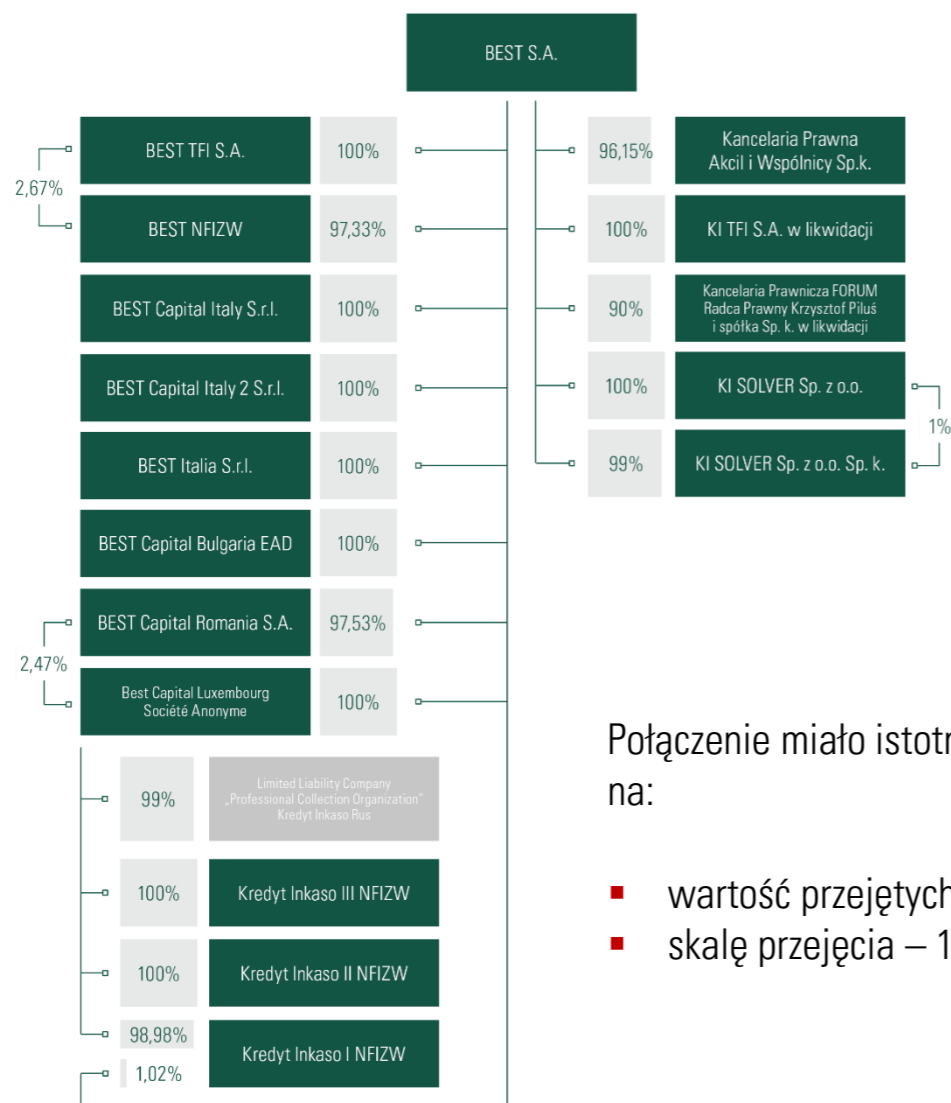 BEST S.A.
BEST TFI S.A.
100%
2,67%
BEST NFIZW
97,33%
BEST Capital Italy S.r.l.
100%
BEST Capital Italy 2 S.r.l.
100%
BEST Italia S.r.l.
100%
BEST Capital Bulgaria EAD
100%
BEST Capital Romania S.A.
97,53%
2,47%
Best Capital Luxembourg
Société Anonyme
100%
99%
Limited Liability Company
„Professional Collection Organization"
Kredyt Inkaso Rus
100%
Kredyt Inkaso III NFIZW
100%
Kredyt Inkaso II NFIZW
98,98%
Kredyt Inkaso I NFIZW
1,02%
96,15%
Kancelaria Prawna
Akcil i Wspólnicy Sp.k.
100%
KI TFI S.A. w likwidacji
90%
Kancelaria Prawnicza FORUM
Radca Prawny Krzysztof Piluś
i spółka Sp. k. w likwidacji
100%
KI SOLVER Sp. z o.o.
1%
99%
KI SOLVER Sp. z o.o. Sp. k.
Połączenie miało
na:
wartość przejętych
skalę przejęcia – 1